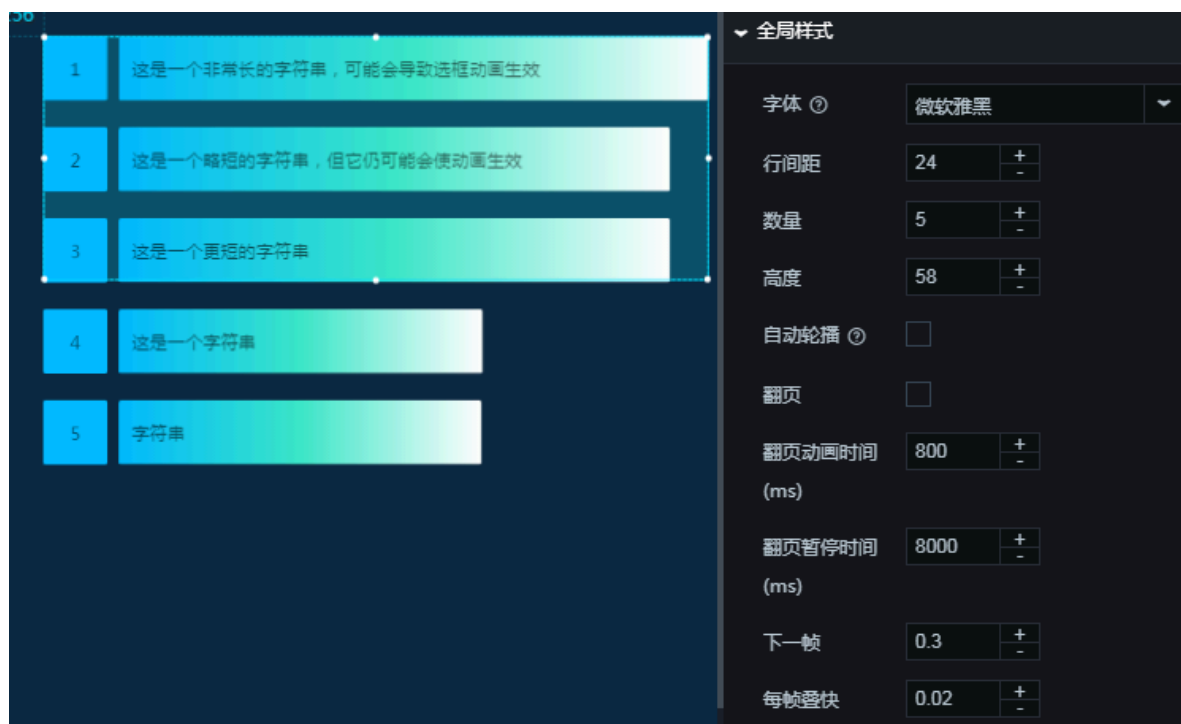 1 这是一个非常长的字符串，可能会导致选框动画生效
2 这是一个略短的字符串，但它仍可能会使动画生效
3 这是一个更短的字符串
4 这是一个字符串
5 字符串
全局样式
字体 微软雅黑
行间距 24 + -
数量 5 + -
高度 58 + -
自动轮播
翻页
翻页动画时间 800 + -
(ms)
翻页暂停时间 8000 + -
(ms)
下一帧 0.3 + -
每帧叠快 0.02 + -